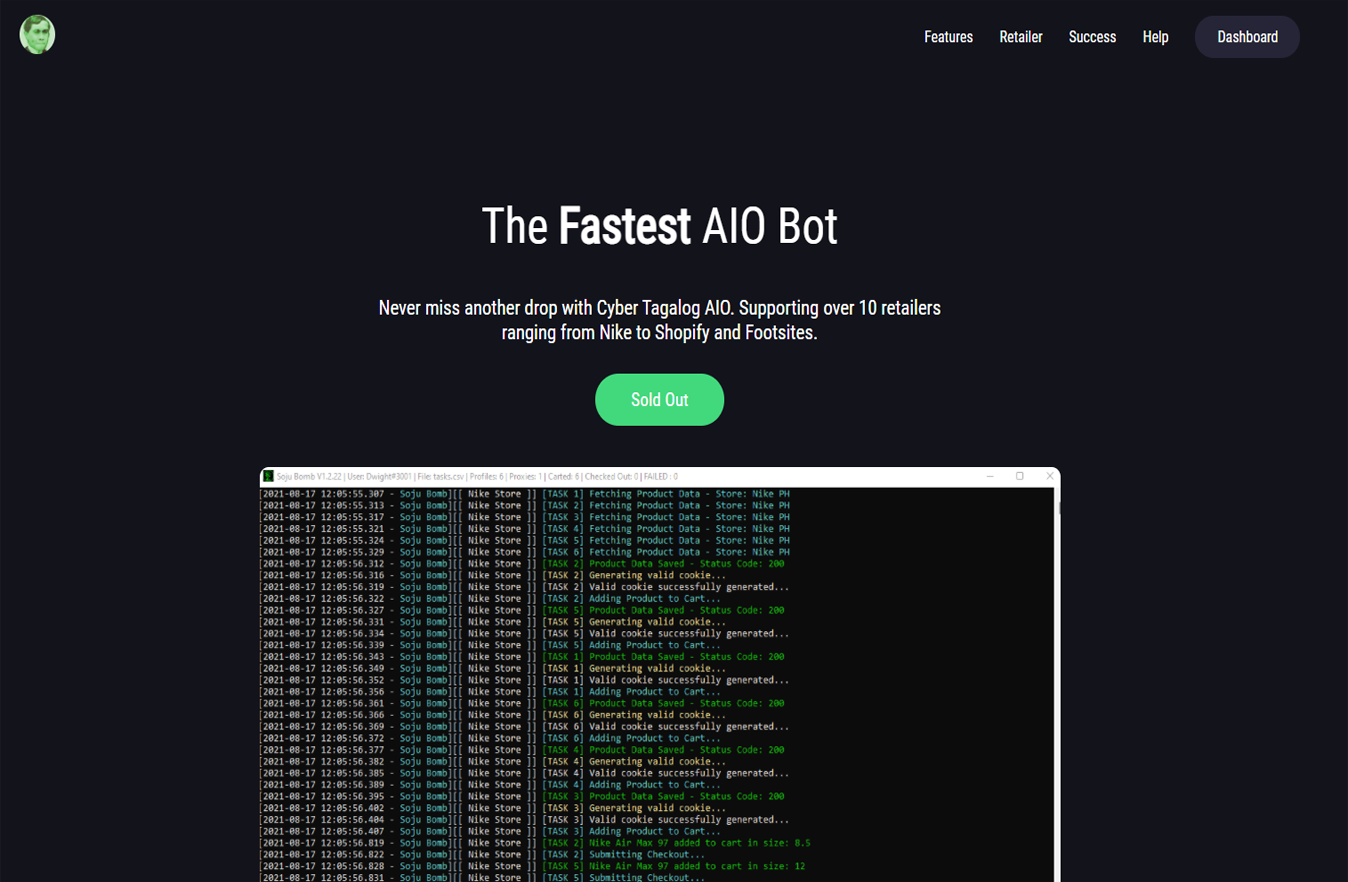 Features Retailer Success Help Dashboard
The Fastest AIO Bot
Never miss another drop with Cyber Tagalog AIO. Supporting over 10 retailers
ranging from Nike to Shopify and Footsites.
Sold Out
Soju Bomb V1.2.22 | User: Dwight#3001 | File: tasks.csv | Profiles: 6 | Proxies: 1 | Carted: 6 | Checked Out: 0 | FAILED : 0
[2021-08-17 12:05:55.307 - Soju Bomb][[ Nike Store ]] [TASK 1] Fetching Product Data - Store: Nike PH
[2021-08-17 12:05:55.313 - Soju Bomb][[ Nike Store ]] [TASK 2] Fetching Product Data - Store: Nike PH
[2021-08-17 12:05:55.317 - Soju Bomb][[ Nike Store ]] [TASK 3] Fetching Product Data - Store: Nike PH
[2021-08-17 12:05:55.321 - Soju Bomb][[ Nike Store ]] [TASK 4] Fetching Product Data - Store: Nike PH
[2021-08-17 12:05:55.324 - Soju Bomb][[ Nike Store ]] [TASK 5] Fetching Product Data - Store: Nike PH
[2021-08-17 12:05:55.329 - Soju Bomb][[ Nike Store ]] [TASK 6] Fetching Product Data - Store: Nike PH
[2021-08-17 12:05:56.312 - Soju Bomb][[ Nike Store ]] [TASK 2] Product Data Saved - Status Code: 200
[2021-08-17 12:05:56.316 - Soju Bomb][[ Nike Store ]] [TASK 2] Generating valid cookie...
[2021-08-17 12:05:56.319 - Soju Bomb][[ Nike Store ]] [TASK 2] Valid cookie successfully generated...
[2021-08-17 12:05:56.322 - Soju Bomb][[ Nike Store ]] [TASK 2] Adding Product to Cart...
[2021-08-17 12:05:56.327 - Soju Bomb][[ Nike Store ]] [TASK 5] Product Data Saved - Status Code: 200
[2021-08-17 12:05:56.331 - Soju Bomb][[ Nike Store ]] [TASK 5] Generating valid cookie...
[2021-08-17 12:05:56.334 - Soju Bomb][[ Nike Store ]] [TASK 5] Valid cookie successfully generated...
[2021-08-17 12:05:56.339 - Soju Bomb][[ Nike Store ]] [TASK 5] Adding Product to Cart...
[2021-08-17 12:05:56.343 - Soju Bomb][[ Nike Store ]] [TASK 1] Product Data Saved - Status Code: 200
[2021-08-17 12:05:56.349 - Soju Bomb][[ Nike Store ]] [TASK 1] Generating valid cookie...
[2021-08-17 12:05:56.352 - Soju Bomb][[ Nike Store ]] [TASK 1] Valid cookie successfully generated...
[2021-08-17 12:05:56.356 - Soju Bomb][[ Nike Store ]] [TASK 1] Adding Product to Cart...
[2021-08-17 12:05:56.361 - Soju Bomb][[ Nike Store ]] [TASK 6] Product Data Saved - Status Code: 200
[2021-08-17 12:05:56.366 - Soju Bomb][[ Nike Store ]] [TASK 6] Generating valid cookie...
[2021-08-17 12:05:56.369 - Soju Bomb][[ Nike Store ]] [TASK 6] Valid cookie successfully generated...
[2021-08-17 12:05:56.372 - Soju Bomb][[ Nike Store ]] [TASK 6] Adding Product to Cart...
[2021-08-17 12:05:56.377 - Soju Bomb][[ Nike Store ]] [TASK 4] Product Data Saved - Status Code: 200
[2021-08-17 12:05:56.382 - Soju Bomb][[ Nike Store ]] [TASK 4] Generating valid cookie...
[2021-08-17 12:05:56.385 - Soju Bomb][[ Nike Store ]] [TASK 4] Valid cookie successfully generated...
[2021-08-17 12:05:56.389 - Soju Bomb][[ Nike Store ]] [TASK 4] Adding Product to Cart...
[2021-08-17 12:05:56.395 - Soju Bomb][[ Nike Store ]] [TASK 3] Product Data Saved - Status Code: 200
[2021-08-17 12:05:56.402 - Soju Bomb][[ Nike Store ]] [TASK 3] Generating valid cookie...
[2021-08-17 12:05:56.404 - Soju Bomb][[ Nike Store ]] [TASK 3] Valid cookie successfully generated...
[2021-08-17 12:05:56.407 - Soju Bomb][[ Nike Store ]] [TASK 3] Adding Product to Cart...
[2021-08-17 12:05:56.819 - Soju Bomb][[ Nike Store ]] [TASK 2] Nike Air Max 97 added to cart in size: 8.5
[2021-08-17 12:05:56.822 - Soju Bomb][[ Nike Store ]] [TASK 2] Submitting Checkout...
[2021-08-17 12:05:56.828 - Soju Bomb][[ Nike Store ]] [TASK 5] Nike Air Max 97 added to cart in size: 12
[2021-08-17 12:05:56.831 - Soju Bomb][[ Nike Store ]] [TASK 5] Submitting Checkout...